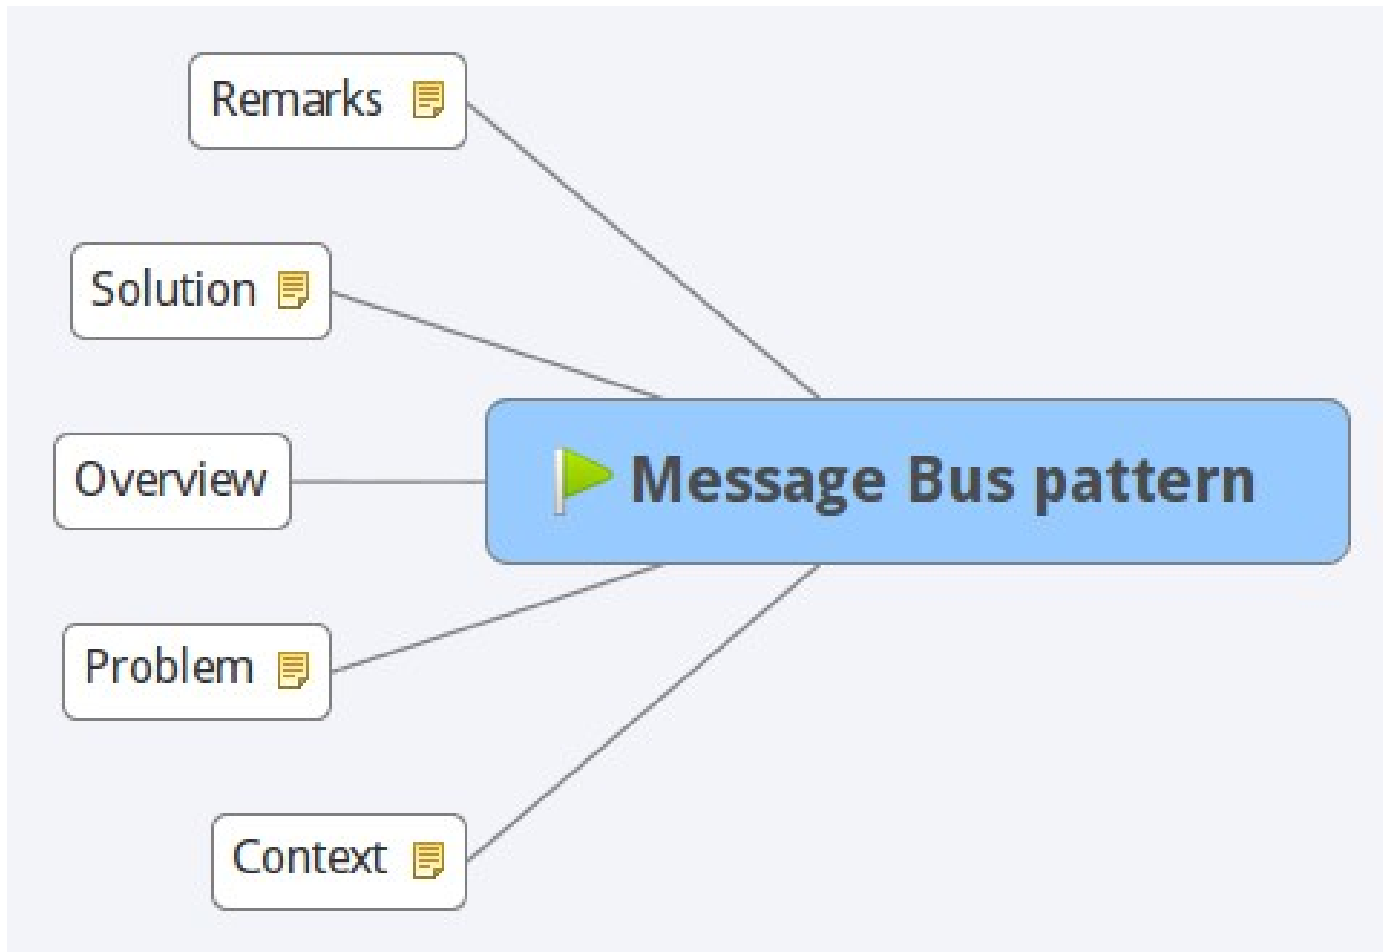 Remarks
Solution
Overview
Message Bus pattern
Problem
Context